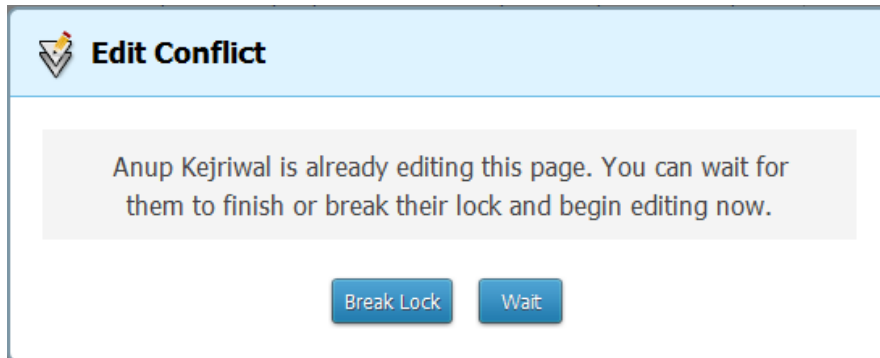 Edit Conflict
Anup Kejriwal is already editing this page. You can wait for
them to finish or break their lock and begin editing now.
Break Lock Wait